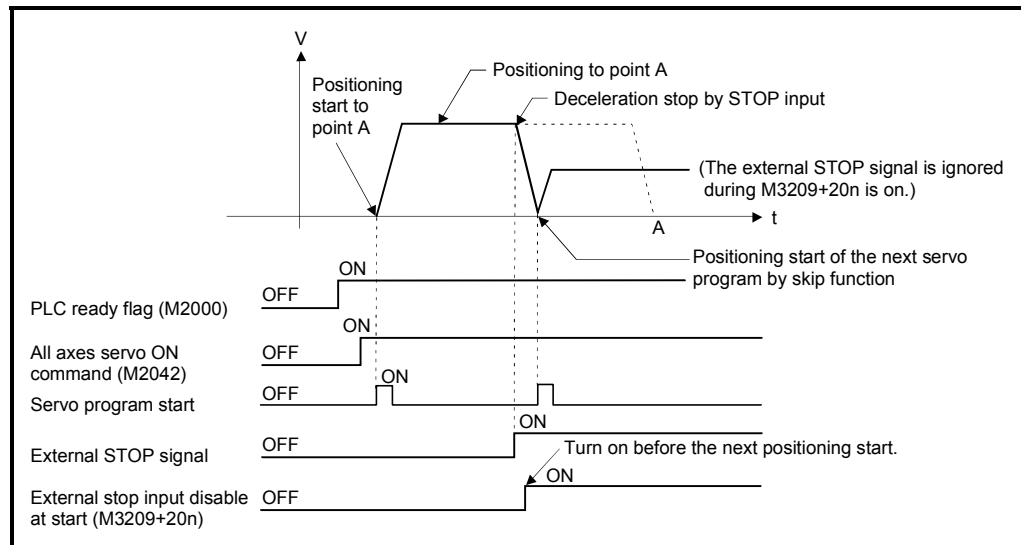 V
Positioning
start to
point A
Positioning to point A
Deceleration stop by STOP input
(The external STOP signal is ignored
during M3209+20n is on.)
t
A
Positioning start of the next servo
program by skip function
ON
PLC ready flag (M2000)
OFF
ON
All axes servo ON
command (M2042)
OFF
Servo program start
OFF
ON
ON
External STOP signal
OFF
Turn on before the next positioning start.
ON
External stop input disable
at start (M3209+20n)
OFF